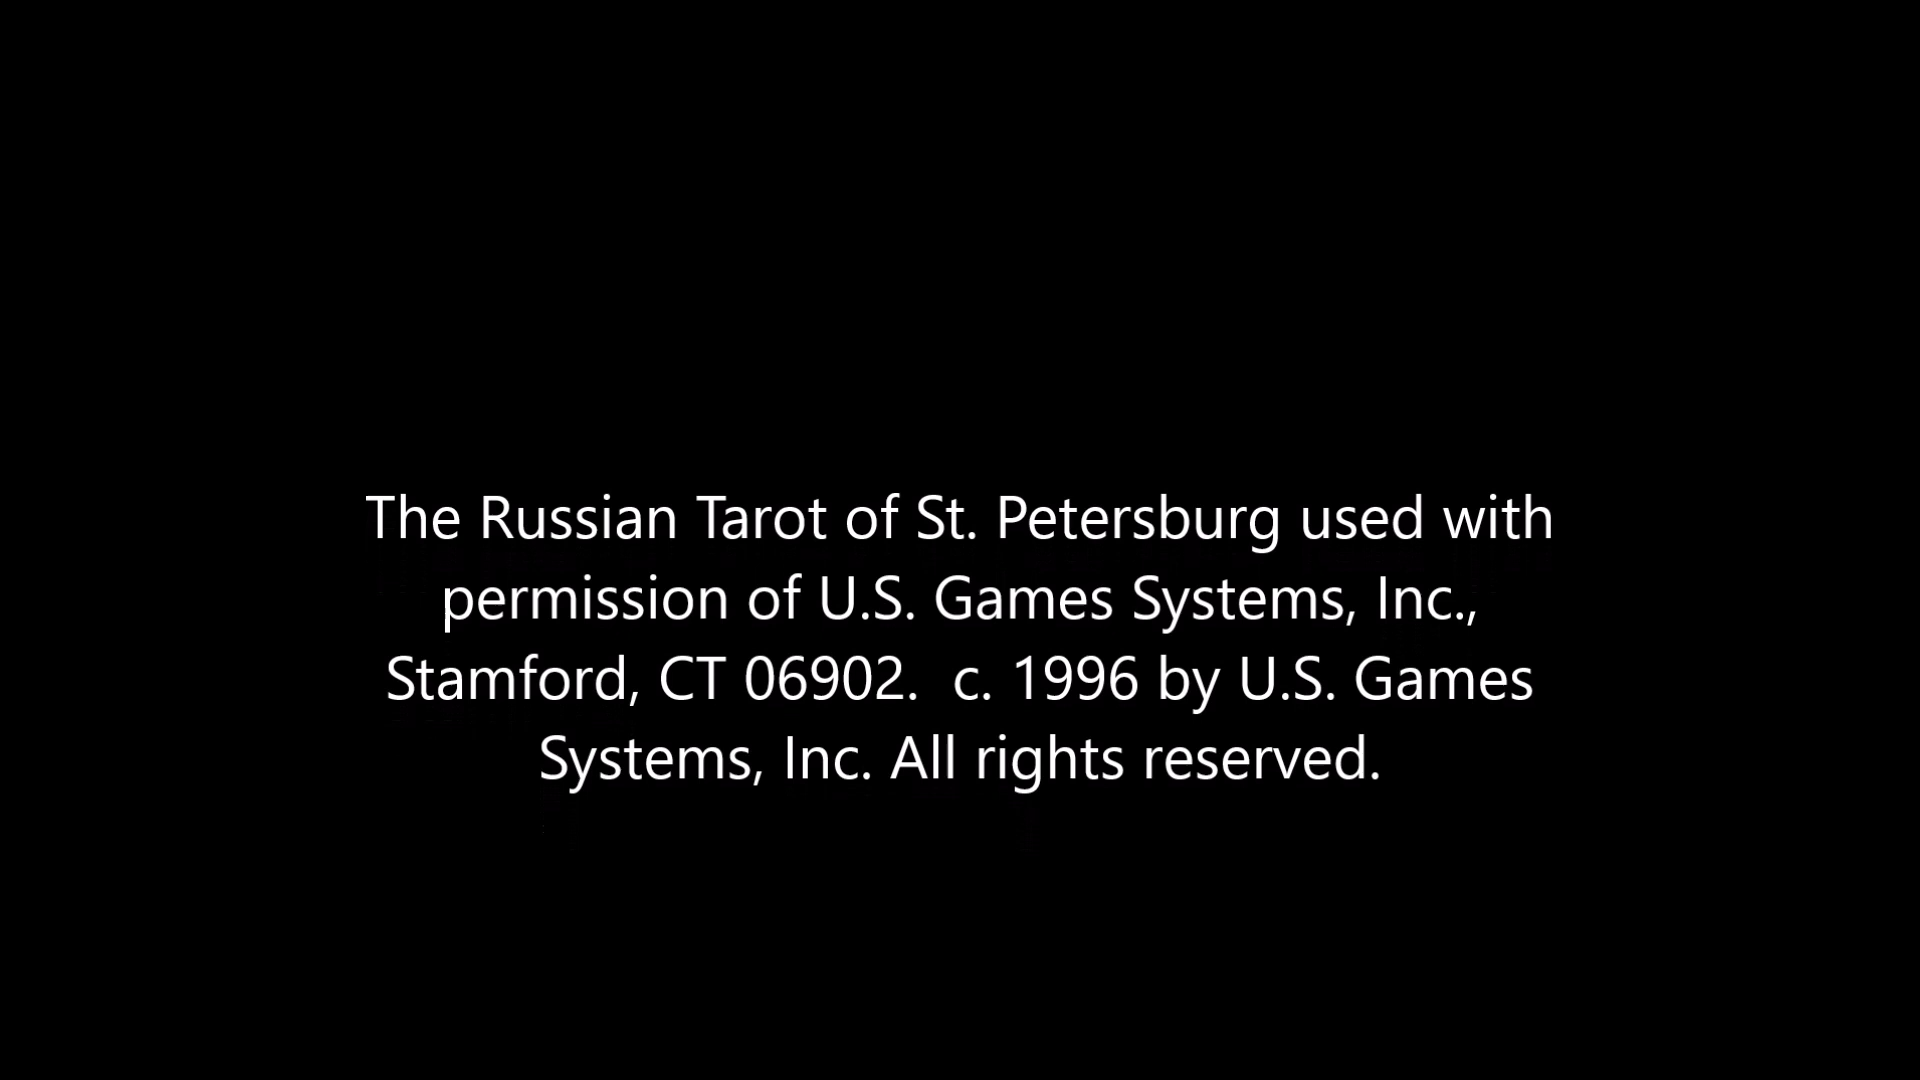 The Russian Tarot of St. Petersburg used with
permission of U.S. Games Systems, Inc.,
Stamford, CT 06902.  c. 1996 by U.S. Games
Systems, Inc. All rights reserved.